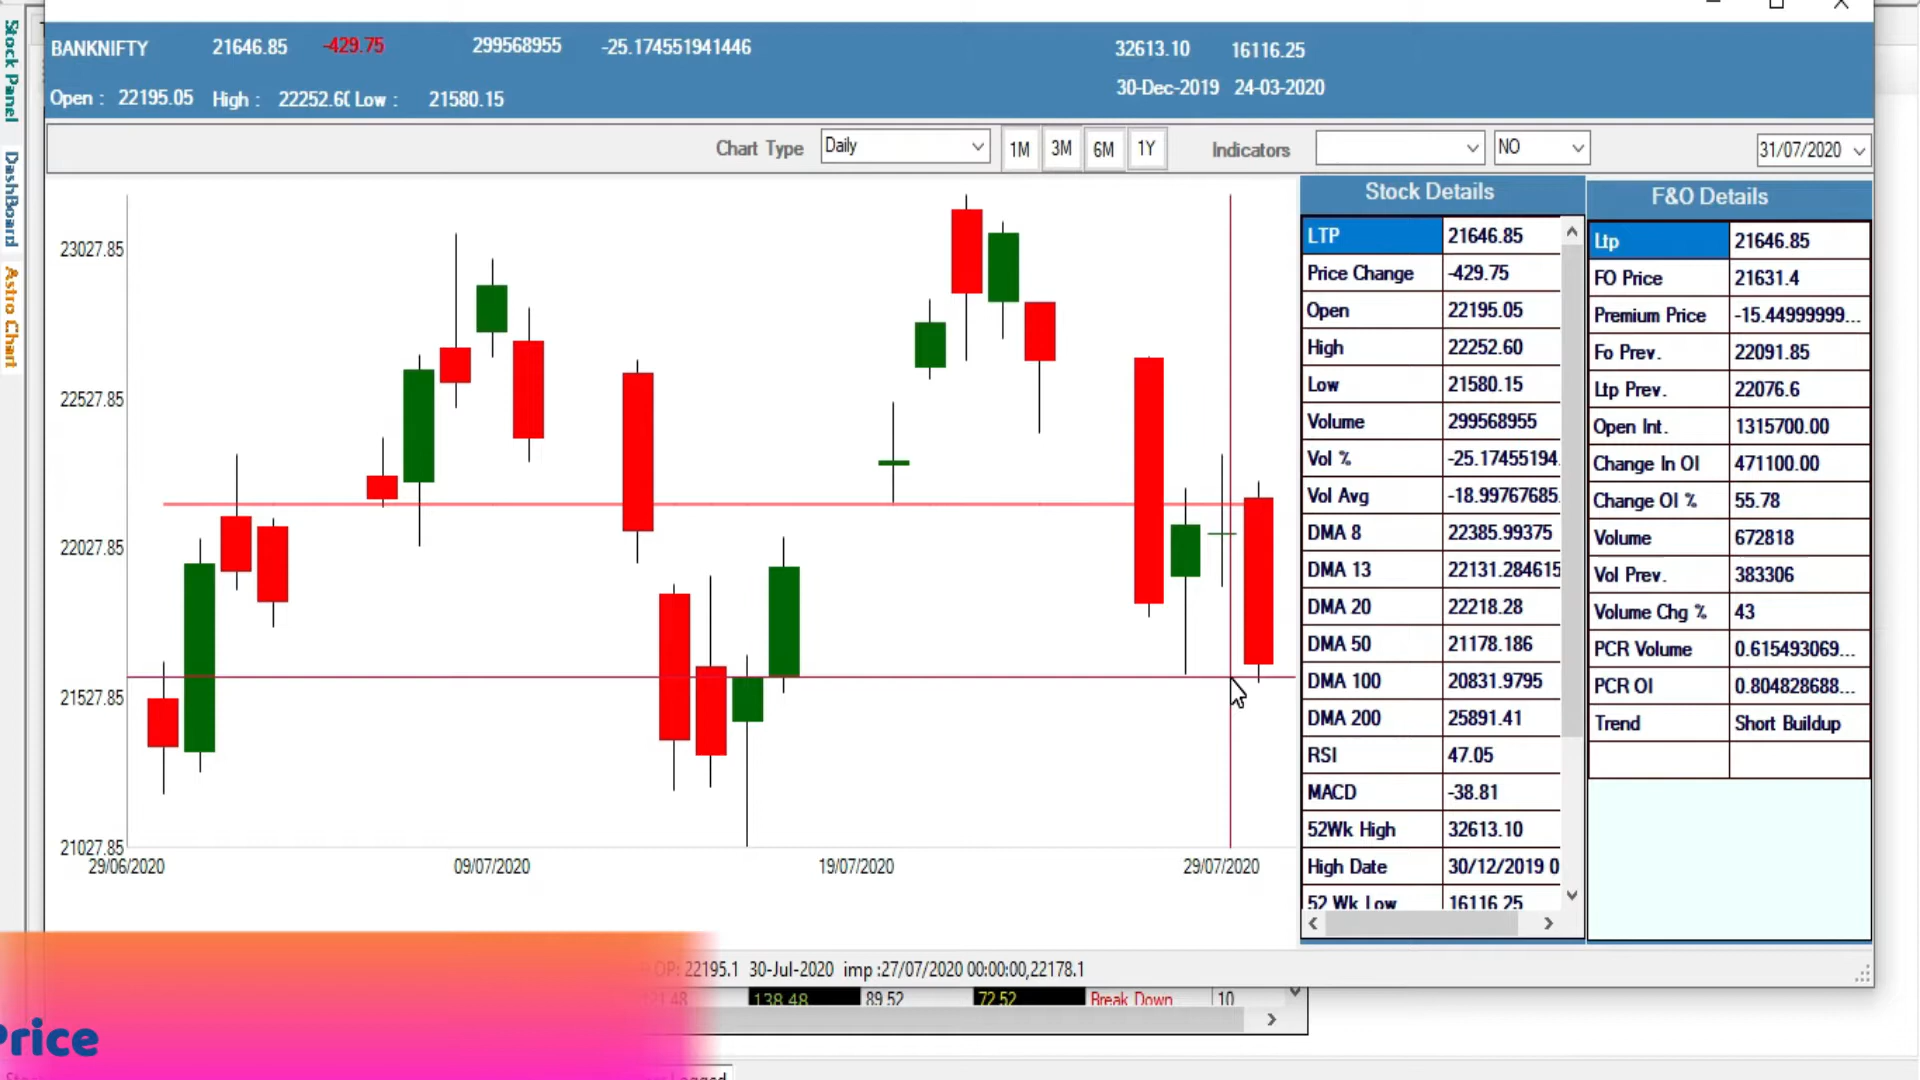 Stock Panel
DashBoard
Astro Chart
BANKNIFTY 21646.85 -429.75 299568955 -25.174551941446 32613.10 16116.25
Open : 22195.05 High : 22252.6( Low : 21580.15 30-Dec-2019 24-03-2020
Chart Type Daily 1M 3M 6M 1Y Indicators NO 31/07/2020
23027.85
22527.85
22027.85
21527.85
21027.85
29/06/2020 09/07/2020 19/07/2020 29/07/2020
Stock Details
LTP 21646.85
Price Change -429.75
Open 22195.05
High 22252.60
Low 21580.15
Volume 299568955
Vol % -25.17455194
Vol Avg -18.99767685
DMA 8 22385.99375
DMA 13 22131.284615
DMA 20 22218.28
DMA 50 21178.186
DMA 100 20831.9795
DMA 200 25891.41
RSI 47.05
MACD -38.81
52Wk High 32613.10
High Date 30/12/2019 0
52 Wk Low 16116.25
F&O Details
Ltp 21646.85
FO Price 21631.4
Premium Price -15.44999999...
Fo Prev. 22091.85
Ltp Prev. 22076.6
Open Int. 1315700.00
Change In OI 471100.00
Change OI % 55.78
Volume 672818
Vol Prev. 383306
Volume Chg % 43
PCR Volume 0.615493069...
PCR OI 0.804828688...
Trend Short Buildup
OP: 22195.1 30-Jul-2020 imp :27/07/2020 00:00:00,22178.1
138.48 89.52 72.52 Break Down 10
Price